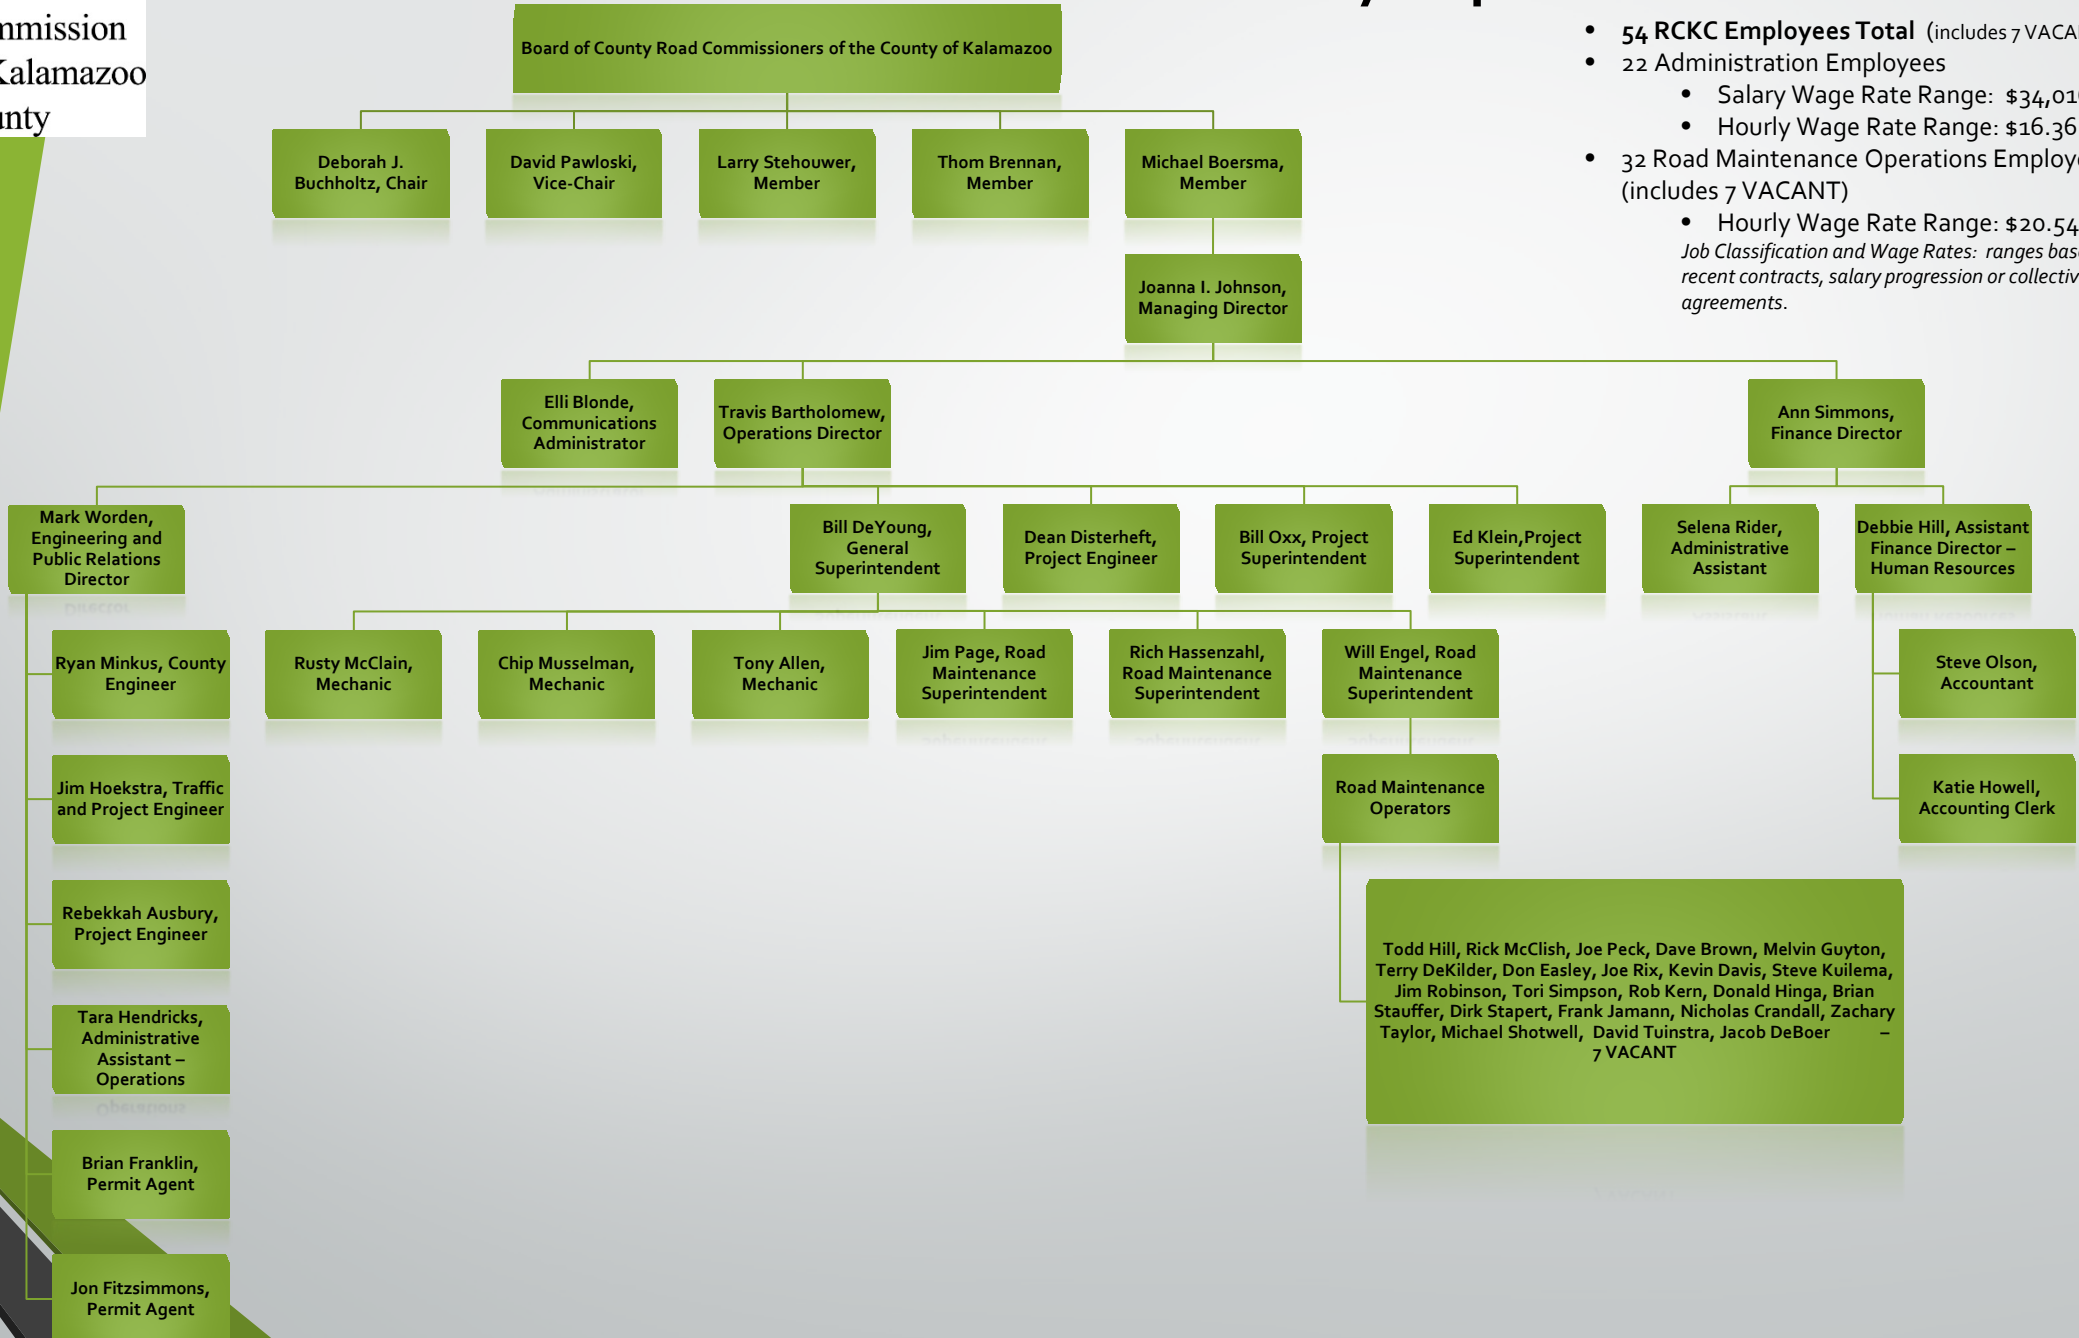 Kalamazoo
Board of County Road Commissioners of the County of Kalamazoo
54 RCKC Employees Total (includes 7
22 Administration Employees
Salary Wage Rate Range:
Hourly Wage Rate Range: $16.36
32 Road Maintenance Operations
(includes 7 VACANT)
Hourly Wage Rate Range: $20.54
Job Classification and Wage Rates: ranges
recent contracts, salary progression or
agreements.
Deborah J.
Buchholtz, Chair
David Pawloski,
Vice-Chair
Larry Stehouwer,
Member
Thom Brennan,
Member
Michael Boersma,
Member
Joanna I. Johnson,
Managing Director
Elli Blonde,
Communications
Administrator
Travis Bartholomew,
Operations Director
Ann Simmons,
Finance Director
Mark Worden,
Engineering and
Public Relations
Director
Bill DeYoung,
General
Superintendent
Dean Disterheft,
Project Engineer
Bill Oxx, Project
Superintendent
Ed Klein,Project
Superintendent
Selena Rider,
Administrative
Assistant
Debbie Hill, Assistant
Finance Director –
Human Resources
Ryan Minkus, County
Engineer
Rusty McClain,
Mechanic
Chip Musselman,
Mechanic
Tony Allen,
Mechanic
Jim Page, Road
Maintenance
Superintendent
Rich Hassenzahl,
Road Maintenance
Superintendent
Will Engel, Road
Maintenance
Superintendent
Steve Olson,
Accountant
Jim Hoekstra, Traffic
and Project Engineer
Road Maintenance
Operators
Katie Howell,
Accounting Clerk
Rebekkah Ausbury,
Project Engineer
Todd Hill, Rick McClish, Joe Peck, Dave Brown, Melvin Guyton,
Terry DeKilder, Don Easley, Joe Rix, Kevin Davis, Steve Kuilema,
Jim Robinson, Tori Simpson, Rob Kern, Donald Hinga, Brian
Stauffer, Dirk Stapert, Frank Jamann, Nicholas Crandall, Zachary
Taylor, Michael Shotwell, David Tuinstra, Jacob DeBoer –
7 VACANT
Tara Hendricks,
Administrative
Assistant –
Operations
Brian Franklin,
Permit Agent
Jon Fitzsimmons,
Permit Agent